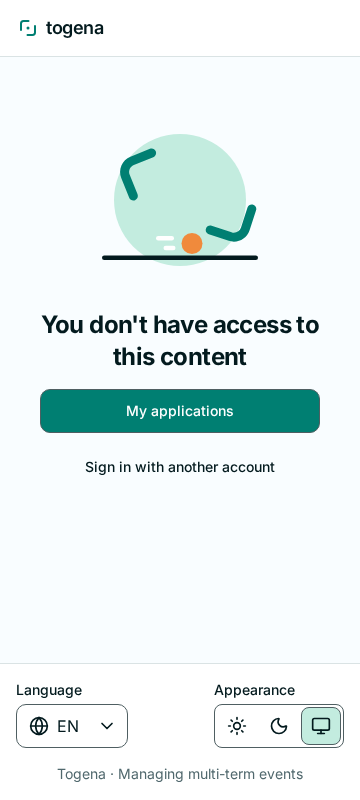 togena
You don't have access to
this content
My applications
Sign in with another account
Language
Appearance
EN
Togena · Managing multi-term events